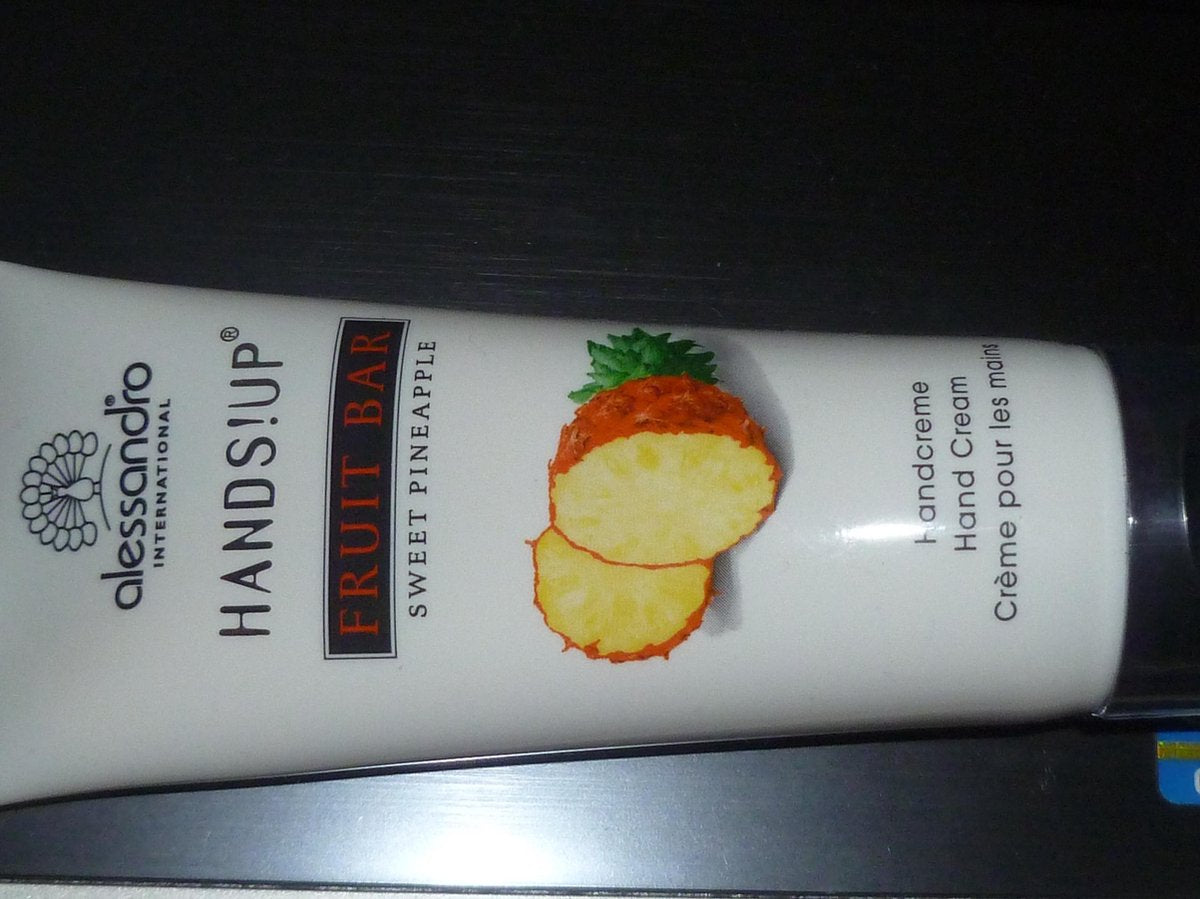 alessandro®
INTERNATIONAL
HANDS!UP®
FRUIT BAR
SWEET PINEAPPLE
Handcreme
Hand Cream
Crème pour les mains